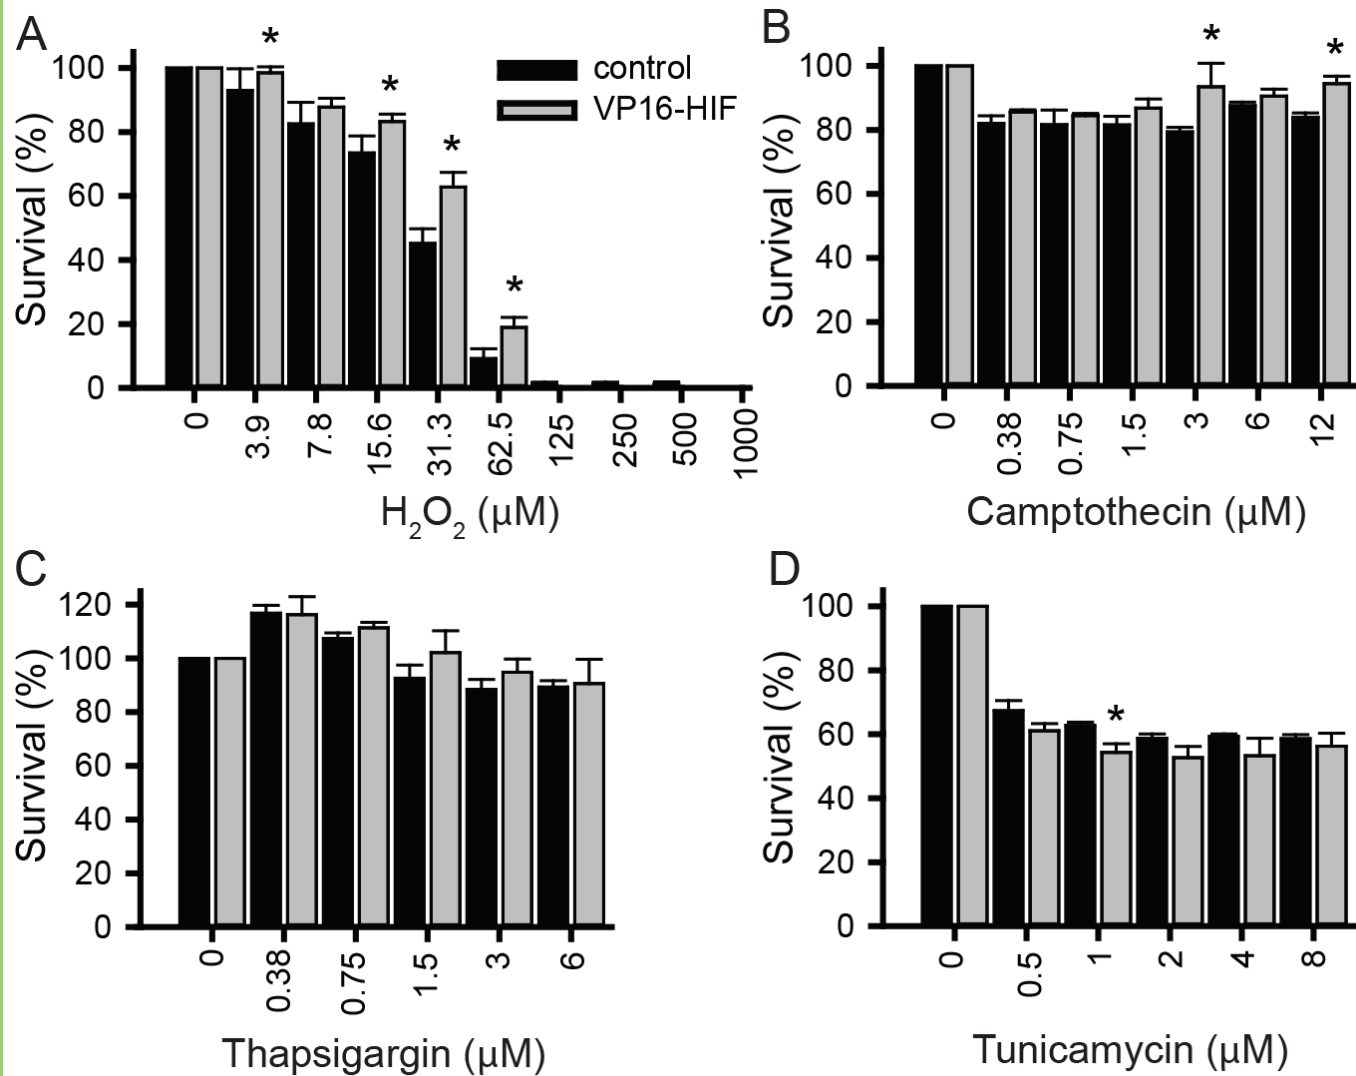 A
*
*
*
*
control
VP16-HIF
Survival (%)
100
80
60
40
20
0
0 3.9 7.8 15.6 31.3 62.5 125 250 500 1000
H₂O₂ (µM)
B
*
*
Survival (%)
100
80
60
40
20
0
0 0.38 0.75 1.5 3 6 12
Camptothecin (µM)
C
Survival (%)
120
100
80
60
40
20
0
0 0.38 0.75 1.5 3 6
Thapsigargin (µM)
D
*
Survival (%)
100
80
60
40
20
0
0 0.5 1 2 4 8
Tunicamycin (µM)